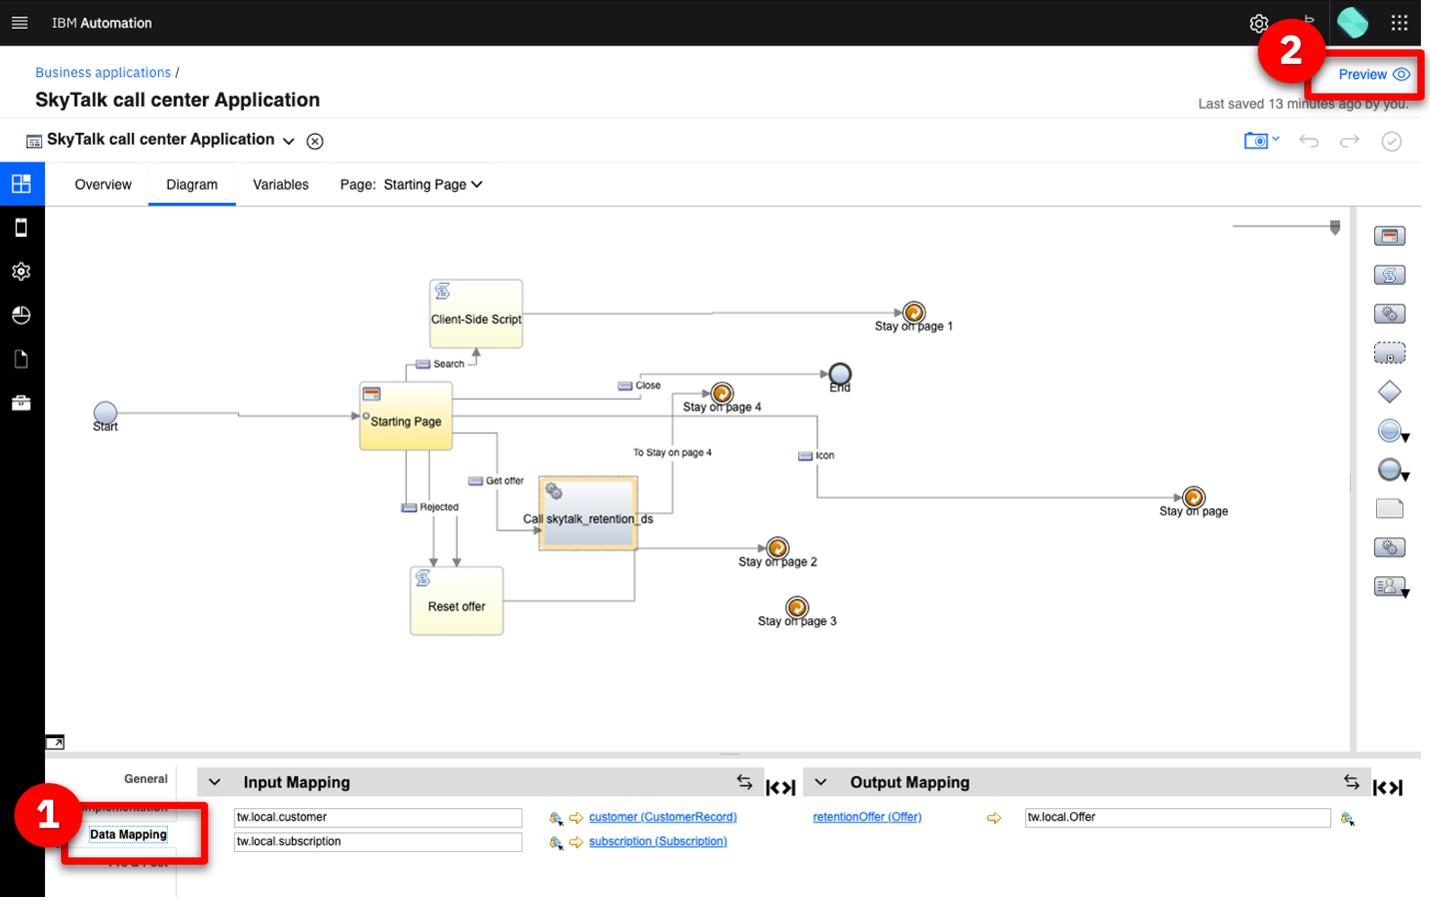 IBM Automation
2
Business applications /
Preview
SkyTalk call center Application
Last saved 13 minutes ago by you.
SkyTalk call center Application
Overview
Diagram
Variables
Page: Starting Page
Client-Side Script
Stay on page 1
Search
Close
End
Stay on page 4
Start
Starting Page
To Stay on page 4
Icon
Get offer
Stay on page
Rejected
Call skytalk_retention_ds
Stay on page 2
Reset offer
Stay on page 3
General
Input Mapping
Output Mapping
1
Implementation
tw.local.customer
customer (CustomerRecord)
retentionOffer (Offer)
tw.local.Offer
Data Mapping
tw.local.subscription
subscription (Subscription)
Pre & Post